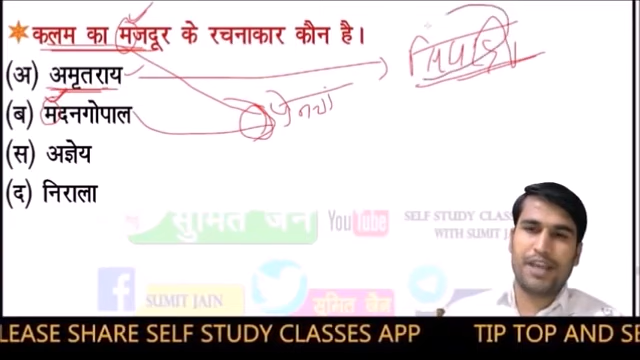 कलम का मजदूर के रचनाकार कौन है।
(अ) अमृतराय
(ब) मदनगोपाल
(स) अज्ञेय
(द) निराला
सुमित जैन
YouTube
SELF STUDY CLASSES
WITH SUMIT JAIN
SUMIT JAIN
सुमित जैन
LEASE SHARE SELF STUDY CLASSES APP TIP TOP AND SE